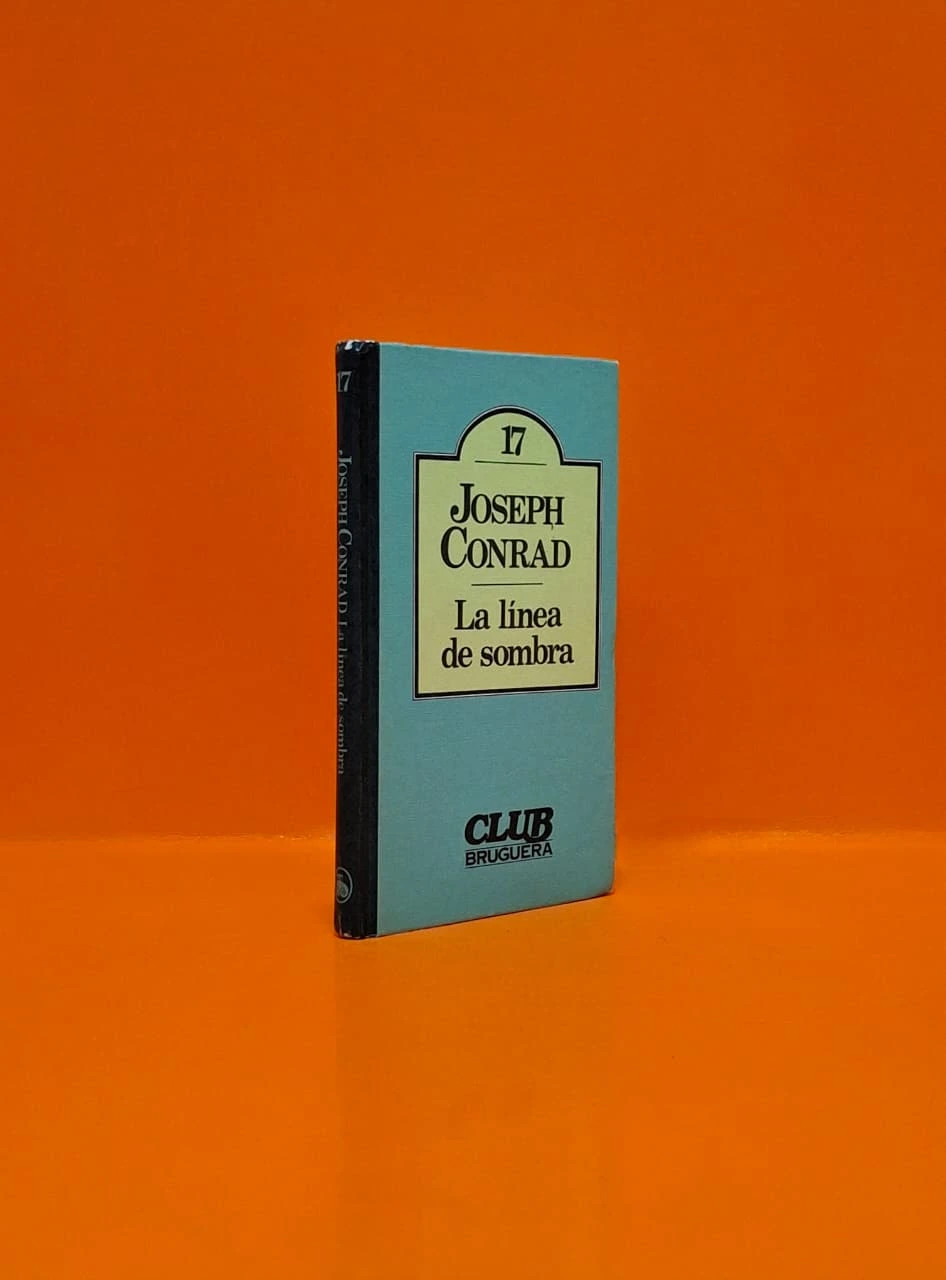 17
JOSEPH CONRAD La línea de sombra
17
JOSEPH
CONRAD
La línea
de sombra
CLUB
BRUGUERA